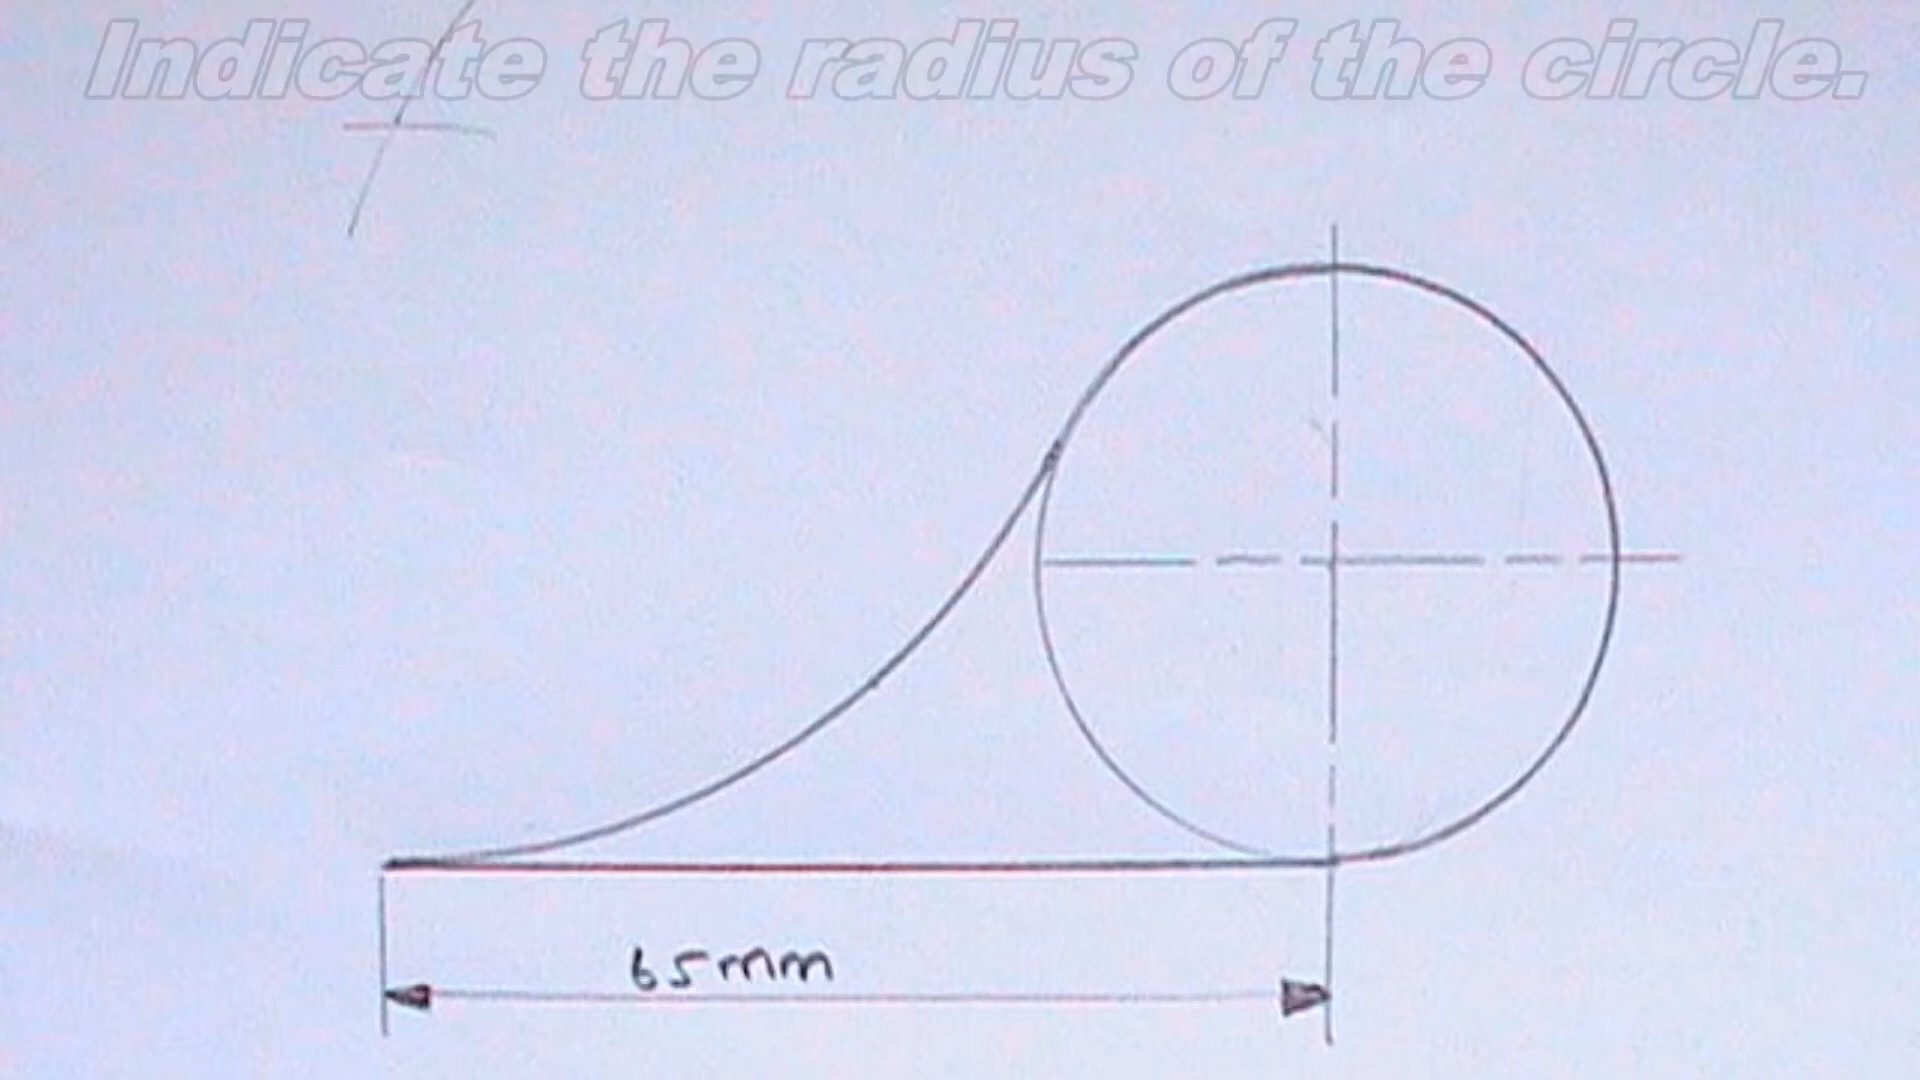 Indicate the radius of the circle.
65mm